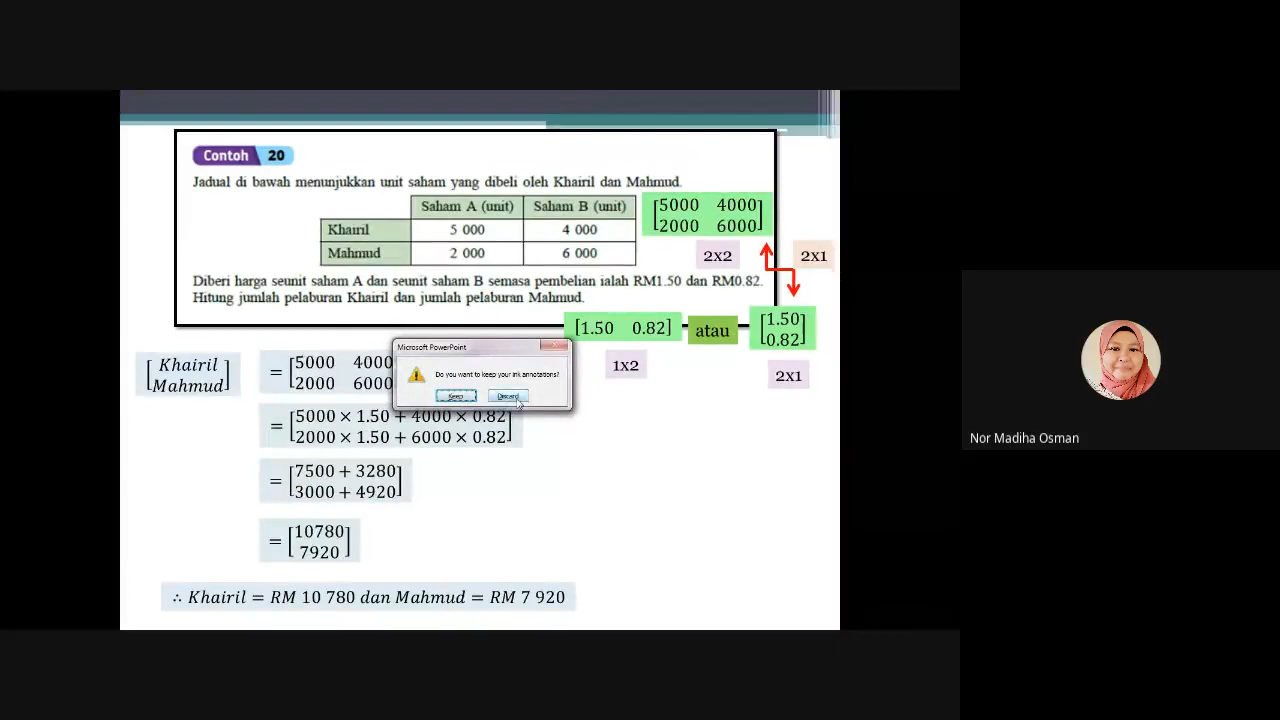 Contoh 20
Jadual di bawah menunjukkan unit saham yang dibeli oleh Khairil dan Mahmud.
Saham A (unit) Saham B (unit)
Khairil 5 000 4 000
Mahmud 2 000 6 000
[5000 4000
2000 6000]
2x2
2x1
Diberi harga seunit saham A dan seunit saham B semasa pembelian ialah RM1.50 dan RM0.82.
Hitung jumlah pelaburan Khairil dan jumlah pelaburan Mahmud.
[1.50 0.82] atau [1.50
0.82]
1x2
2x1
Microsoft PowerPoint
Do you want to keep your ink annotations?
Keep Discard
[Khairil
Mahmud]
= [5000 4000
2000 6000
= [5000 × 1.50 + 4000 × 0.82
2000 × 1.50 + 6000 × 0.82]
= [7500 + 3280
3000 + 4920]
= [10780
7920]
∴ Khairil = RM 10 780 dan Mahmud = RM 7 920
Nor Madiha Osman